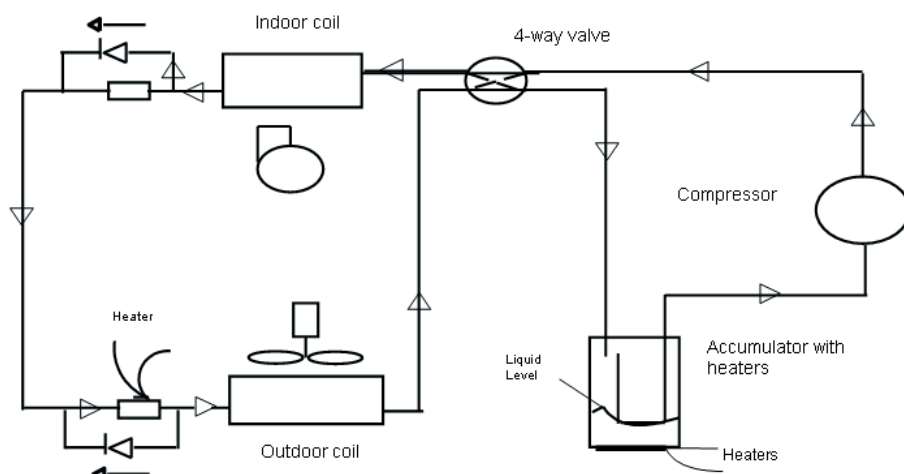 Indoor coil
4-way valve
Compressor
Heater
Liquid
Level
Accumulator with
heaters
Outdoor coil
Heaters